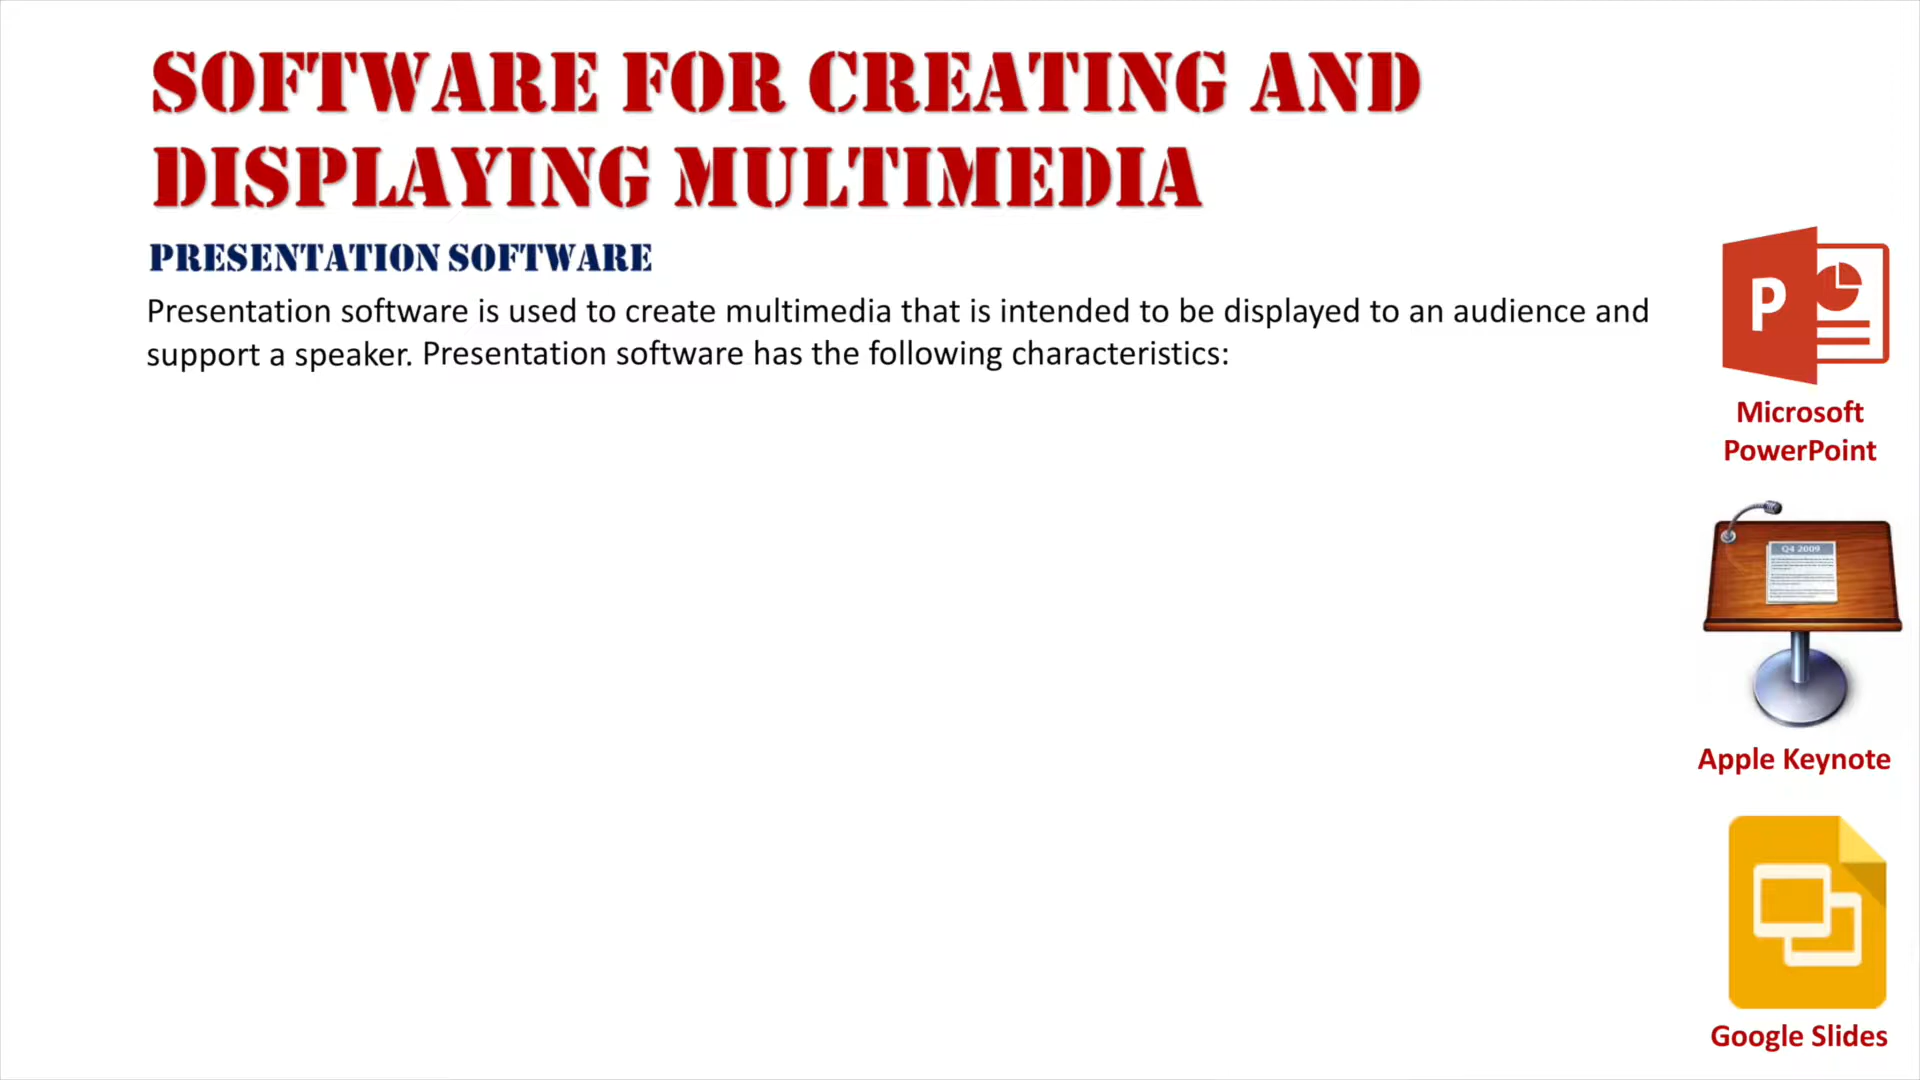 SOFTWARE FOR CREATING AND
DISPLAYING MULTIMEDIA
PRESENTATION SOFTWARE
Presentation software is used to create multimedia that is intended to be displayed to an audience and
support a speaker. Presentation software has the following characteristics:
P
Microsoft
PowerPoint
Q4 2009
Apple Keynote
Google Slides